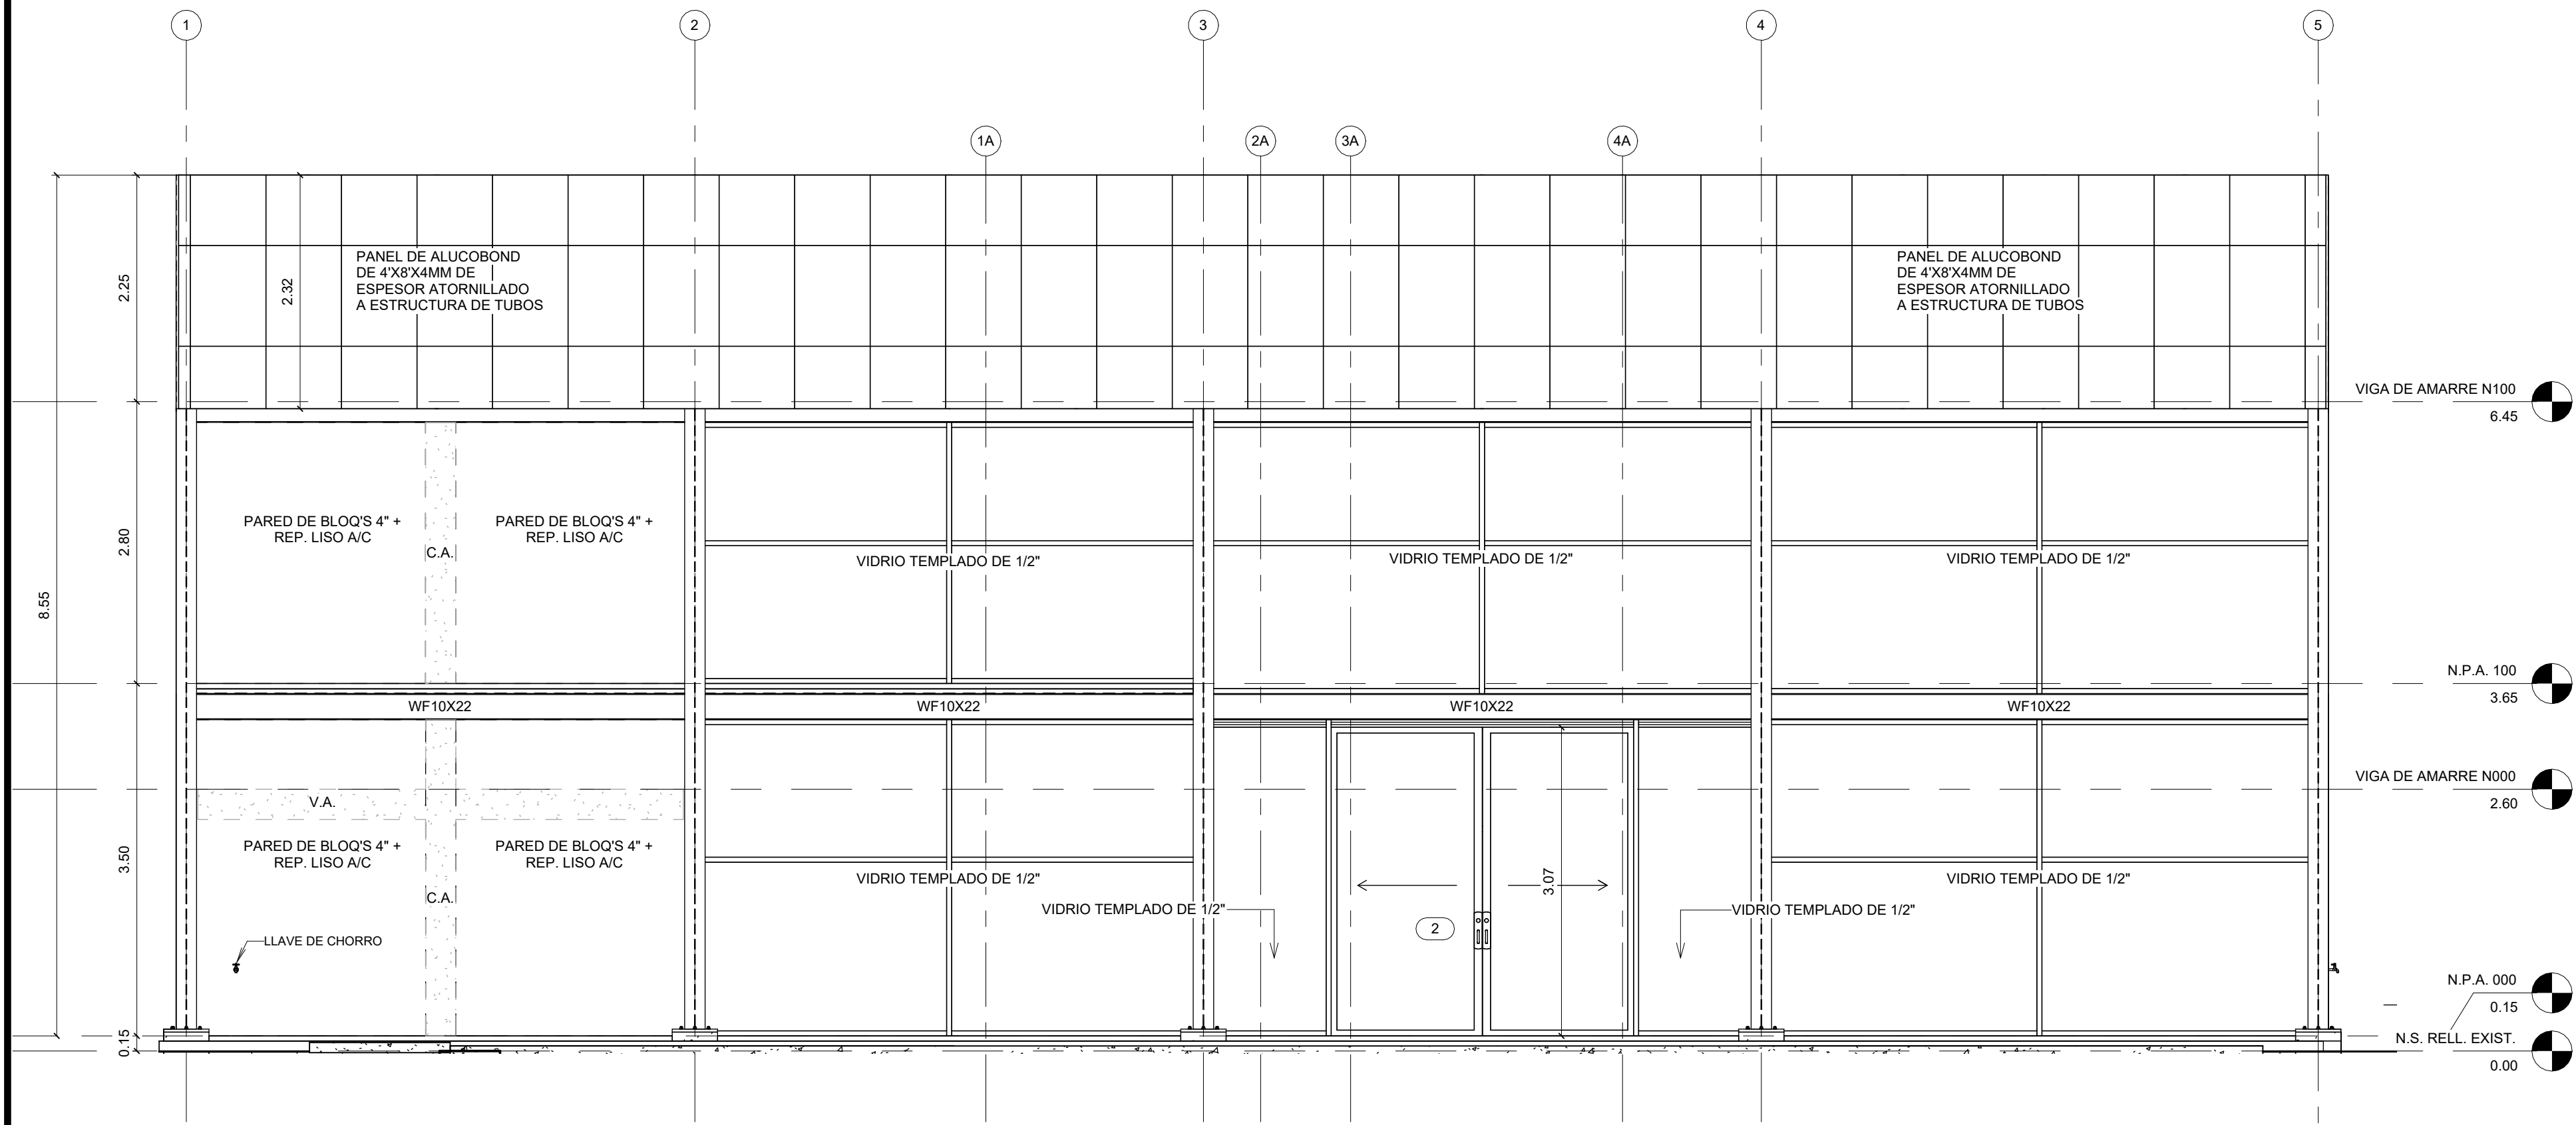 1
2
3
4
5
1A
2A
3A
4A
PANEL DE ALUCOBOND
DE 4'X8'X4MM DE
ESPESOR ATORNILLADO
A ESTRUCTURA DE TUBOS
PANEL DE ALUCOBOND
DE 4'X8'X4MM DE
ESPESOR ATORNILLADO
A ESTRUCTURA DE TUBOS
2.25
2.32
VIGA DE AMARRE N100
6.45
PARED DE BLOQ'S 4" +
REP. LISO A/C
PARED DE BLOQ'S 4" +
REP. LISO A/C
2.80
C.A.
VIDRIO TEMPLADO DE 1/2"
VIDRIO TEMPLADO DE 1/2"
VIDRIO TEMPLADO DE 1/2"
8.55
N.P.A. 100
3.65
WF10X22
WF10X22
WF10X22
WF10X22
VIGA DE AMARRE N000
2.60
V.A.
PARED DE BLOQ'S 4" +
REP. LISO A/C
PARED DE BLOQ'S 4" +
REP. LISO A/C
3.50
C.A.
VIDRIO TEMPLADO DE 1/2"
3.07
VIDRIO TEMPLADO DE 1/2"
VIDRIO TEMPLADO DE 1/2"
VIDRIO TEMPLADO DE 1/2"
2
LLAVE DE CHORRO
N.P.A. 000
0.15
0.15
N.S. RELL. EXIST.
0.00